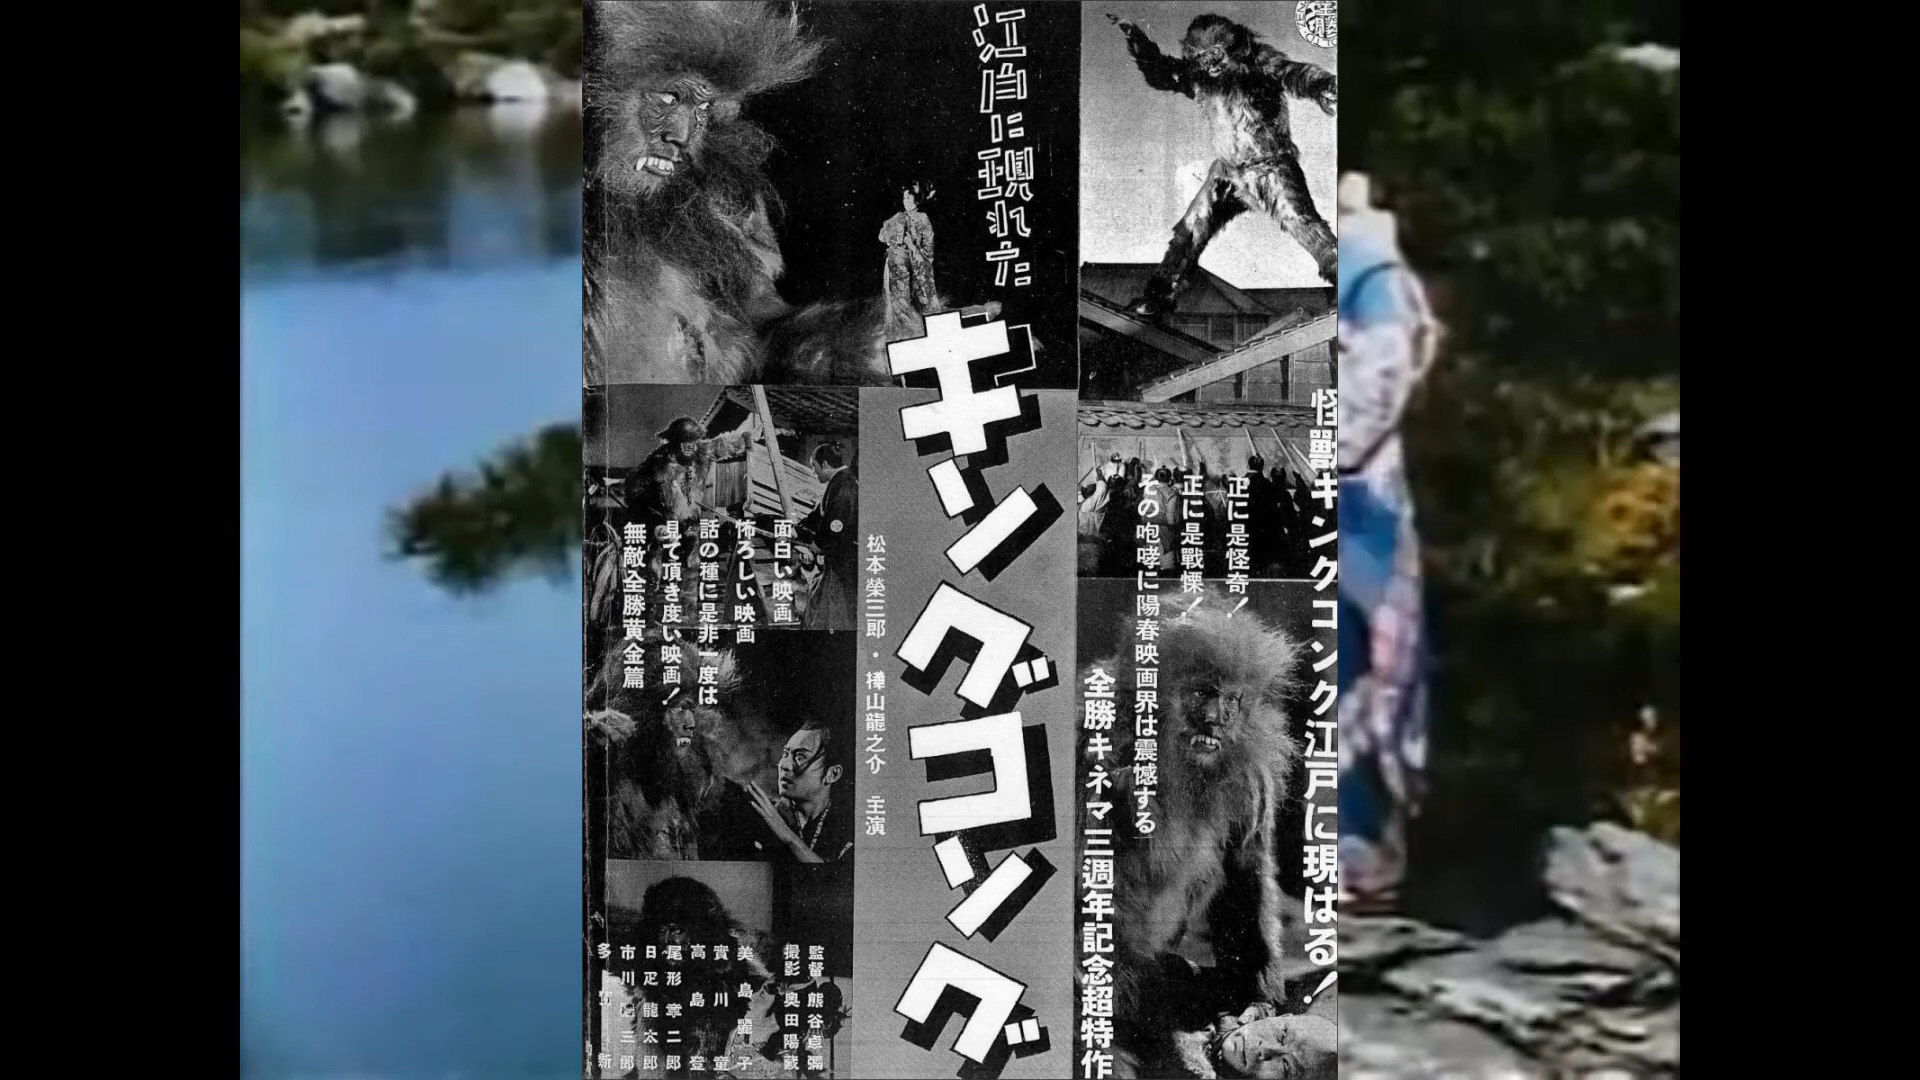 怪獸キングコング江戸に現はる！
正に是怪奇！
正に是戰慄！
その咆哮に陽春映画界は震憾する
全勝キネマ三週年記念超特作
江戸に現れた
キングコング
松本榮三郎・樺山龍之介 主演
面白い映画
怖ろしい映画
話の種に是非一度は
見て頂き度い映画！
無敵全勝黄金篇
監督 熊谷卓彌
撮影 奥田陽蔵
美島麗子
實川童
高島登
尾形章二郎
日疋龍太郎
市川 三郎
多 新